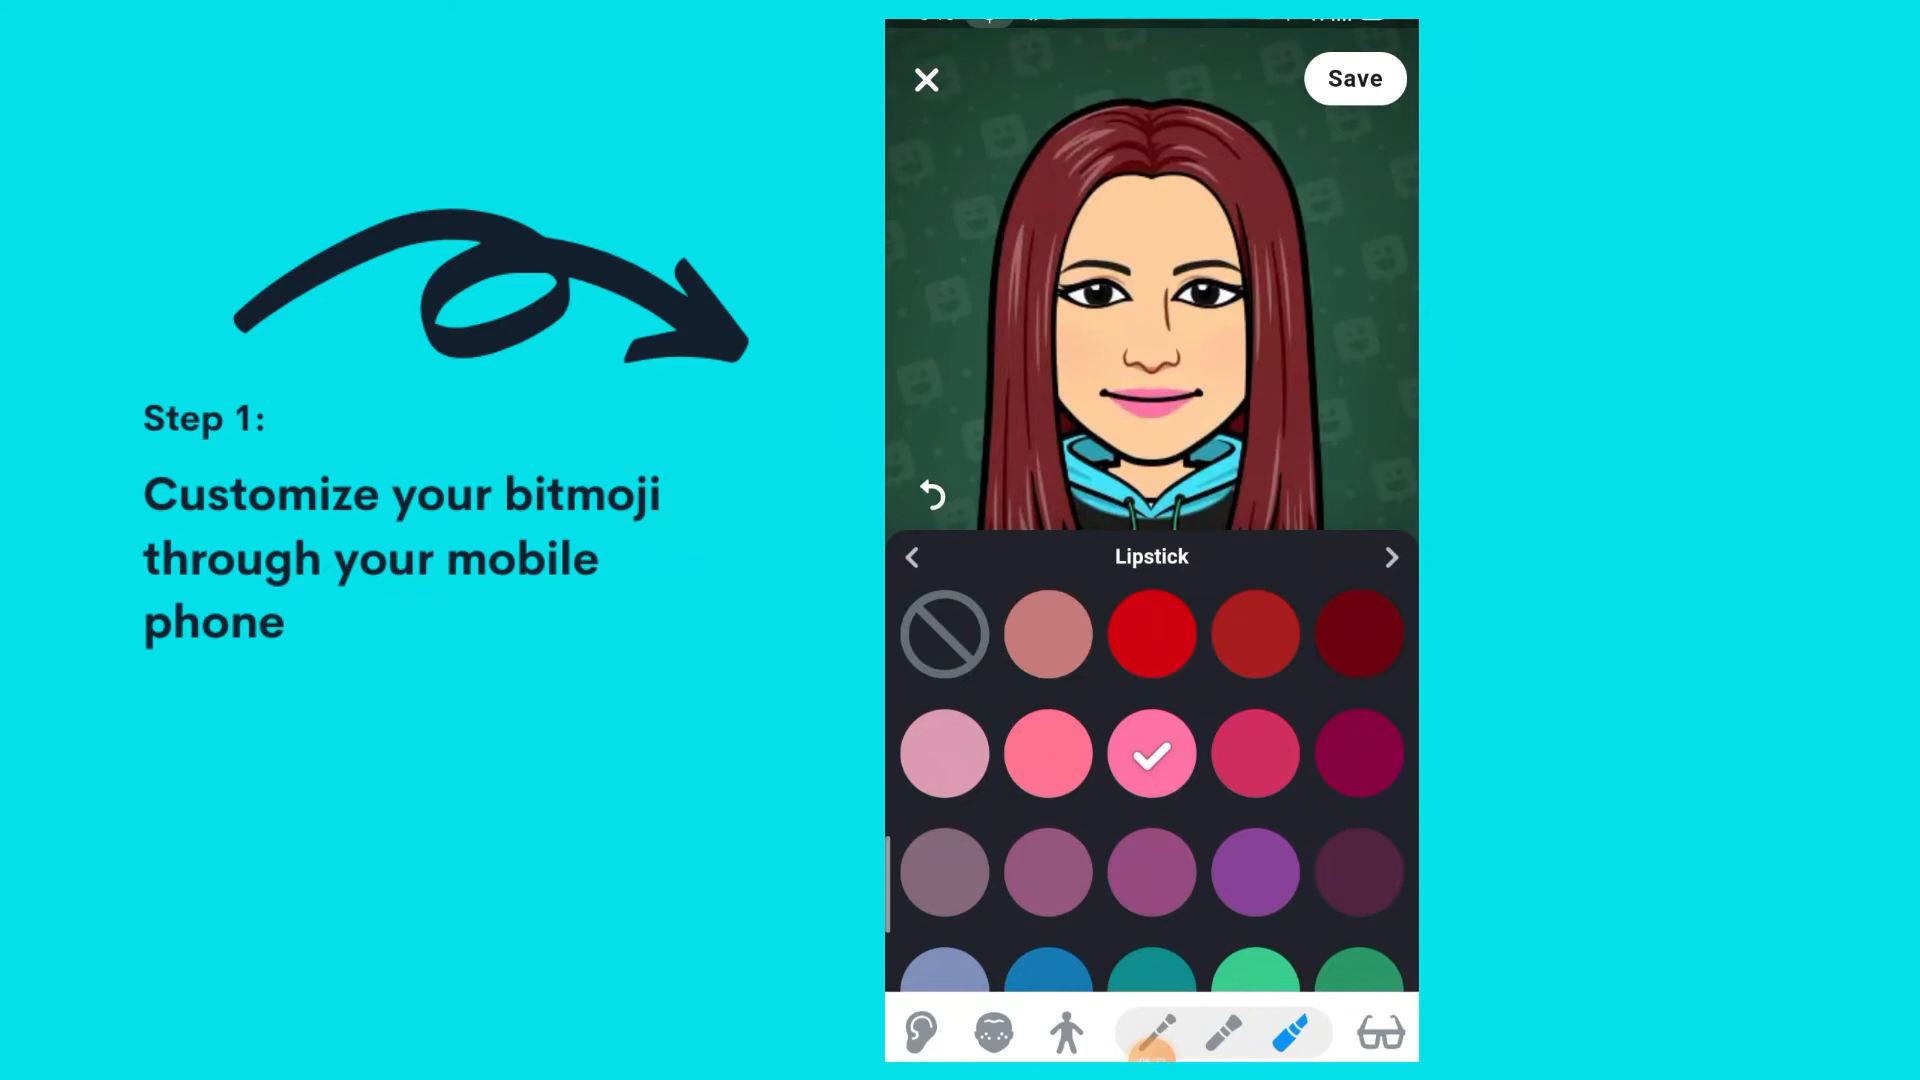 Save
Step 1:
Customize your bitmoji
through your mobile
phone
Lipstick